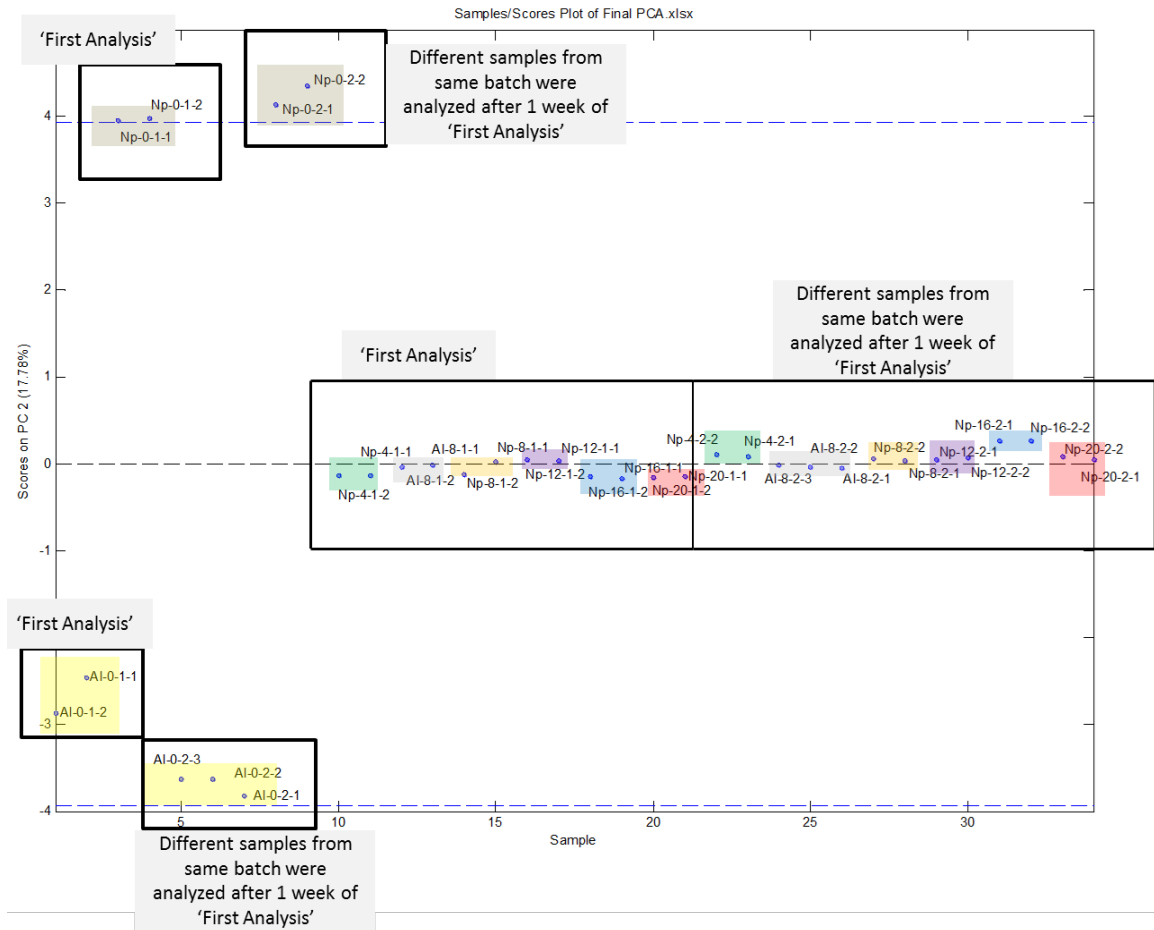 Samples/Scores Plot of Final PCA.xlsx
‘First Analysis’
Different samples from
same batch were
analyzed after 1 week of
‘First Analysis’
Np-0-1-2
Np-0-1-1
Np-0-2-2
Np-0-2-1
4
3
2
1
0
-1
-3
-4
Scores on PC 2 (17.78%)
‘First Analysis’
Different samples from
same batch were
analyzed after 1 week of
‘First Analysis’
Np-4-1-1
Np-4-1-2
AI-8-1-1
AI-8-1-2
Np-8-1-1
Np-8-1-2
Np-12-1-1
Np-12-1-2
Np-16-1-1
Np-16-1-2
Np-20-1-1
Np-20-1-2
Np-4-2-2
Np-4-2-1
AI-8-2-2
AI-8-2-3
AI-8-2-1
Np-8-2-2
Np-8-2-1
Np-12-2-1
Np-12-2-2
Np-16-2-1
Np-16-2-2
Np-20-2-2
Np-20-2-1
‘First Analysis’
AI-0-1-1
AI-0-1-2
AI-0-2-3
AI-0-2-2
AI-0-2-1
5
10
15
20
25
30
Sample
Different samples from
same batch were
analyzed after 1 week of
‘First Analysis’